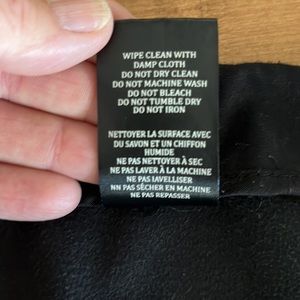 WIPE CLEAN WITH
DAMP CLOTH
DO NOT DRY CLEAN
DO NOT MACHINE WASH
DO NOT BLEACH
DO NOT TUMBLE DRY
DO NOT IRON
NETTOYER LA SURFACE AVEC
DU SAVON ET UN CHIFFON
HUMIDE
NE PAS NETTOYER À SEC
NE PAS LAVER À LA MACHINE
NE PAS JAVELLISER
NN PAS SÉCHER EN MACHINE
NE PAS REPASSER